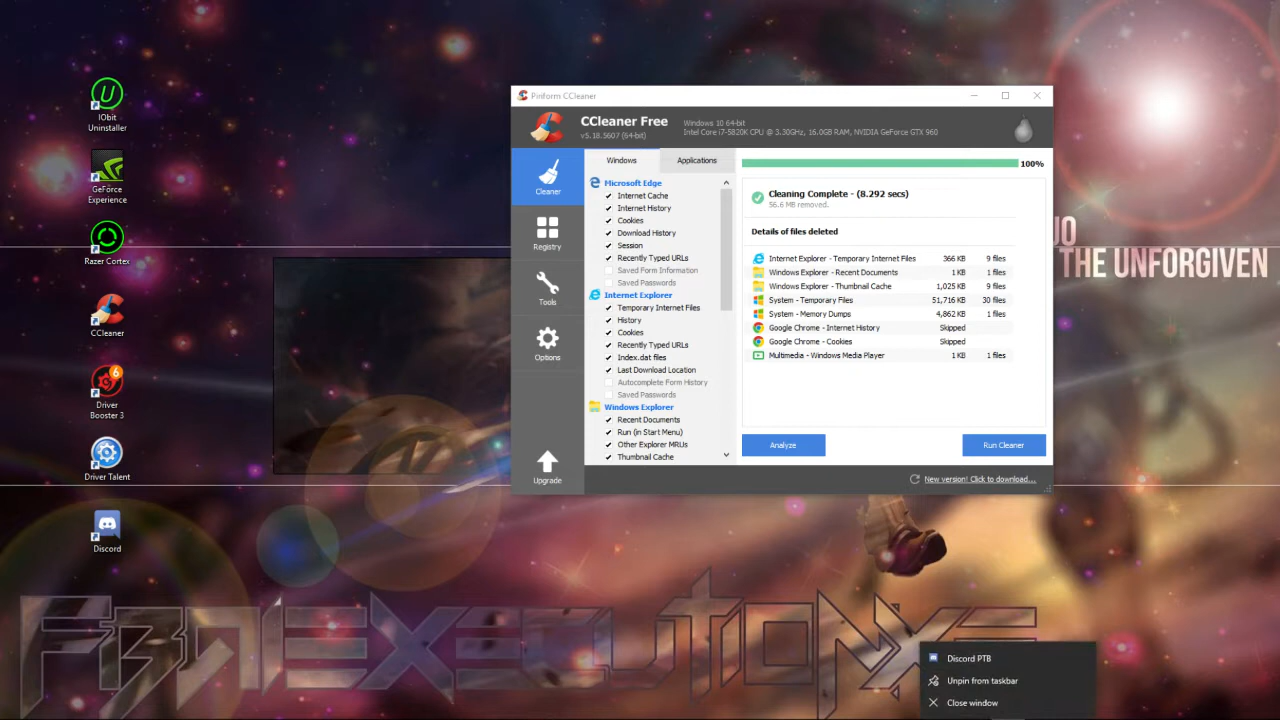 IObit
Uninstaller
GeForce
Experience
Razer Cortex
CCleaner
6
Driver
Booster 3
Driver Talent
Discord
Piriform CCleaner
CCleaner Free
v5.18.5607 (64-bit)
Windows 10 64-bit
Intel Core i7-5820K CPU @ 3.30GHz, 16.0GB RAM, NVIDIA GeForce GTX 960
Cleaner
Registry
Tools
Options
Upgrade
Windows
Applications
Microsoft Edge
Internet Cache
Internet History
Cookies
Download History
Session
Recently Typed URLs
Saved Form Information
Saved Passwords
Internet Explorer
Temporary Internet Files
History
Cookies
Recently Typed URLs
Index.dat files
Last Download Location
Autocomplete Form History
Saved Passwords
Windows Explorer
Recent Documents
Run (in Start Menu)
Other Explorer MRUs
Thumbnail Cache
100%
Cleaning Complete - (8.292 secs)
56.6 MB removed.
Details of files deleted
Internet Explorer - Temporary Internet Files 366 KB 9 files
Windows Explorer - Recent Documents 1 KB 1 files
Windows Explorer - Thumbnail Cache 1,025 KB 9 files
System - Temporary Files 51,716 KB 30 files
System - Memory Dumps 4,862 KB 1 files
Google Chrome - Internet History Skipped
Google Chrome - Cookies Skipped
Multimedia - Windows Media Player 1 KB 1 files
Analyze
Run Cleaner
New version! Click to download...
THE UNFORGIVEN
Discord PTB
Unpin from taskbar
Close window